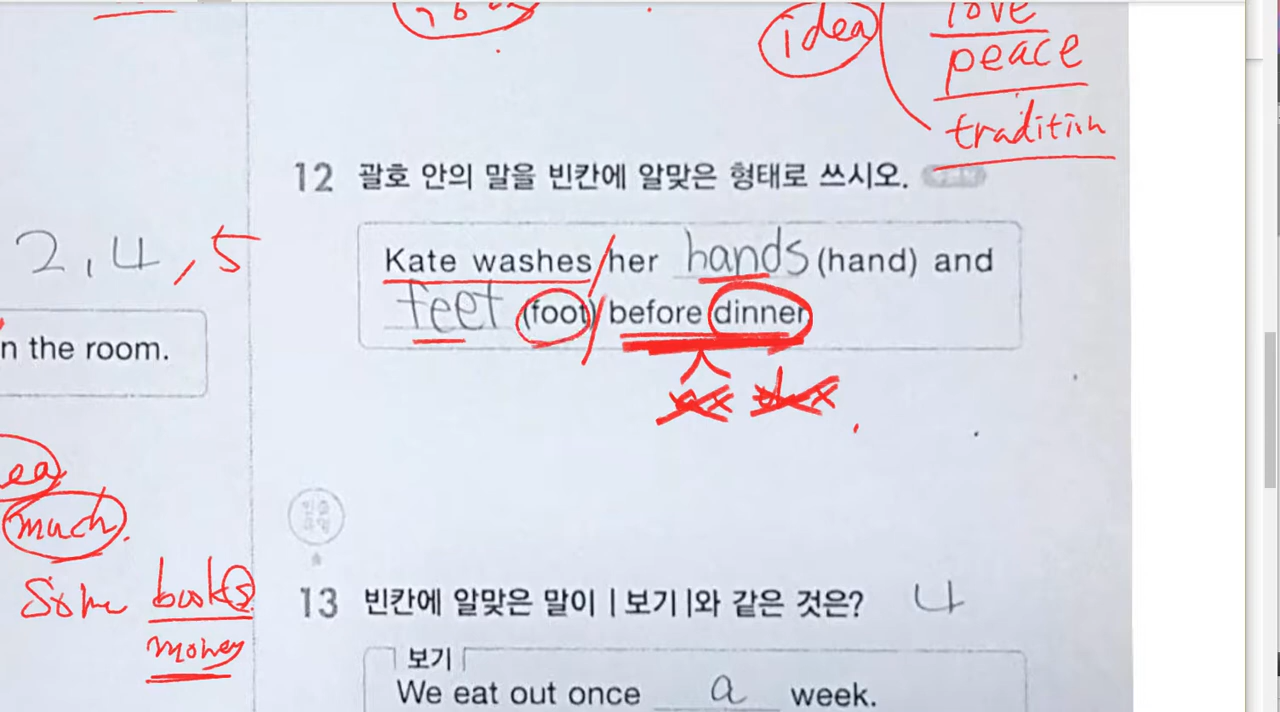 idea
love
peace
tradition
12 괄호 안의 말을 빈칸에 알맞은 형태로 쓰시오.
2, 4, 5
Kate washes her hands (hand) and
feet (foot) before dinner
n the room.
ea
much.
Some books
money
13 빈칸에 알맞은 말이 | 보기 |와 같은 것은? 4
보기
We eat out once a week.